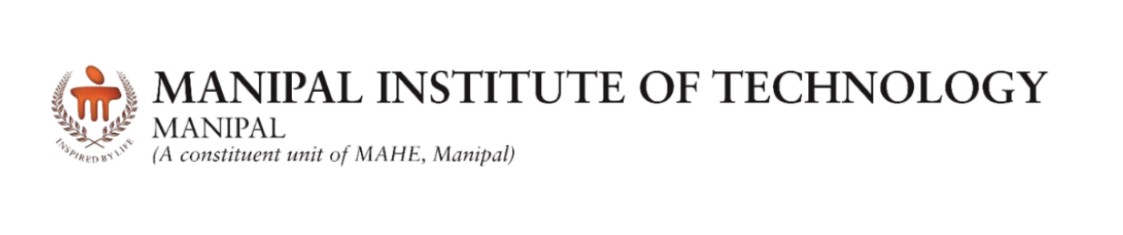 MANIPAL INSTITUTE OF TECHNOLOGY
MANIPAL
(A constituent unit of MAHE, Manipal)
INSPIRED BY LIFE